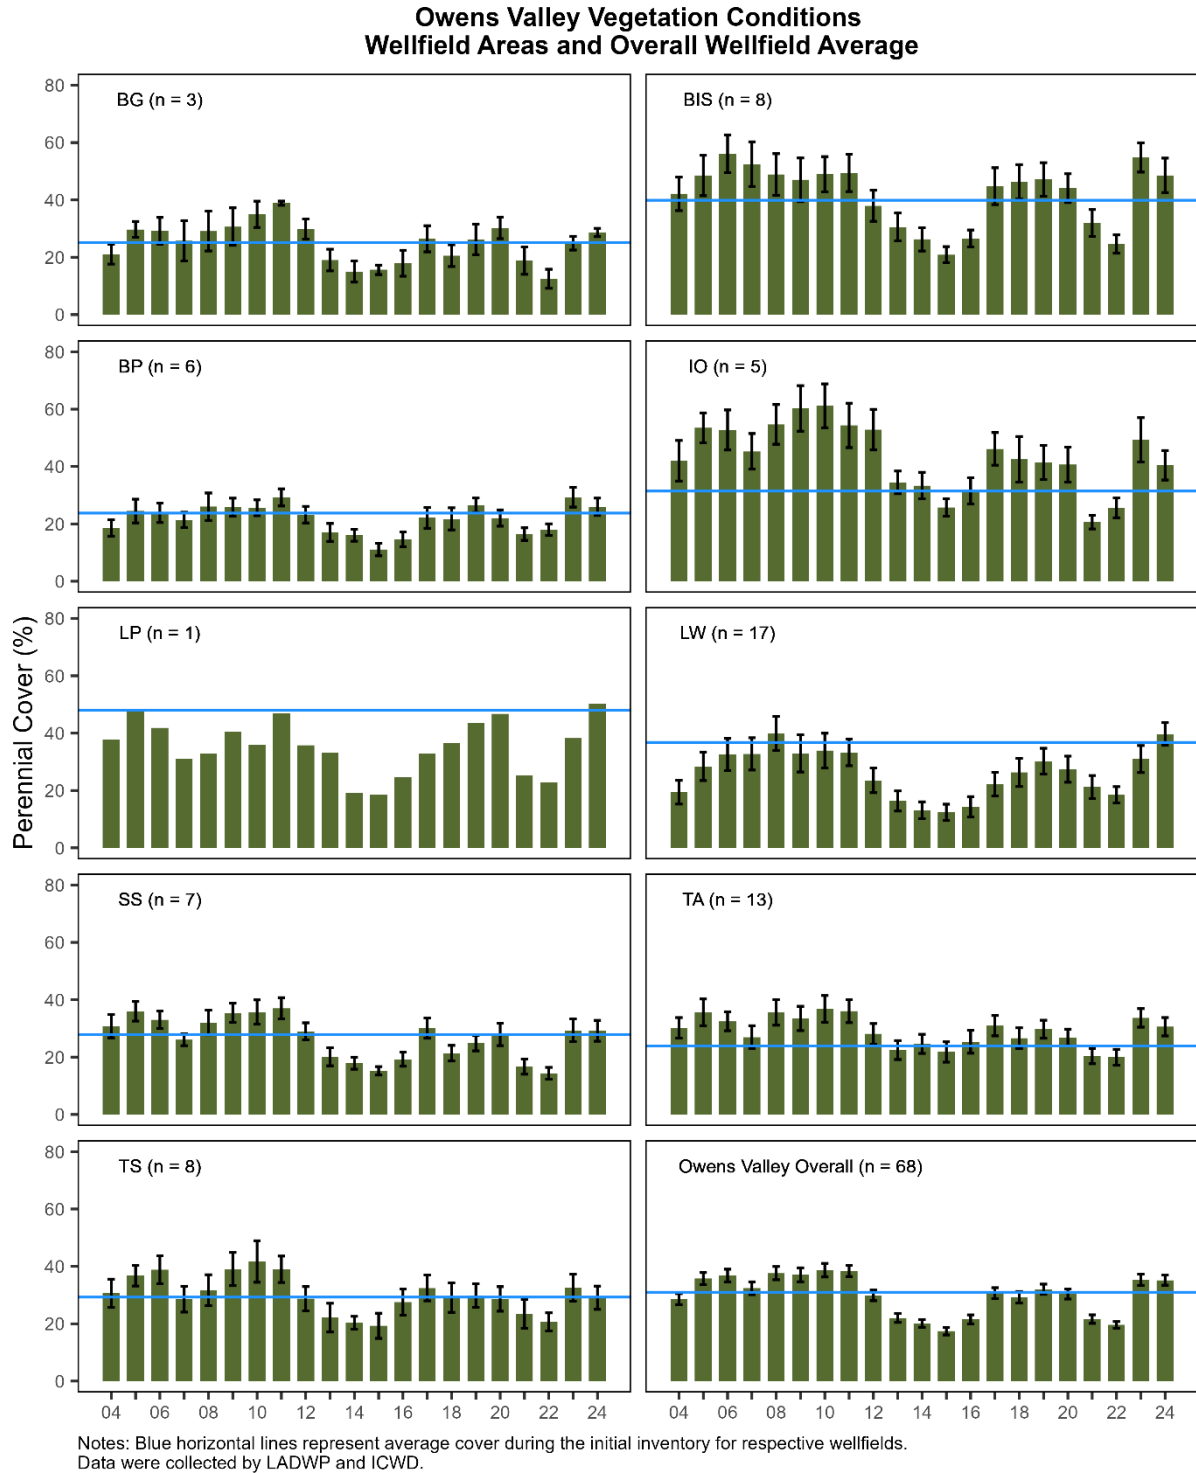 Owens Valley Vegetation Conditions
Wellfield Areas and Overall Wellfield Average
Perennial Cover (%)
BG (n = 3)
80
60
40
20
0
BIS (n = 8)
BP (n = 6)
80
60
40
20
0
IO (n = 5)
LP (n = 1)
80
60
40
20
0
LW (n = 17)
SS (n = 7)
80
60
40
20
0
TA (n = 13)
TS (n = 8)
80
60
40
20
0
Owens Valley Overall (n = 68)
04 06 08 10 12 14 16 18 20 22 24
04 06 08 10 12 14 16 18 20 22 24
Notes: Blue horizontal lines represent average cover during the initial inventory for respective wellfields.
Data were collected by LADWP and ICWD.